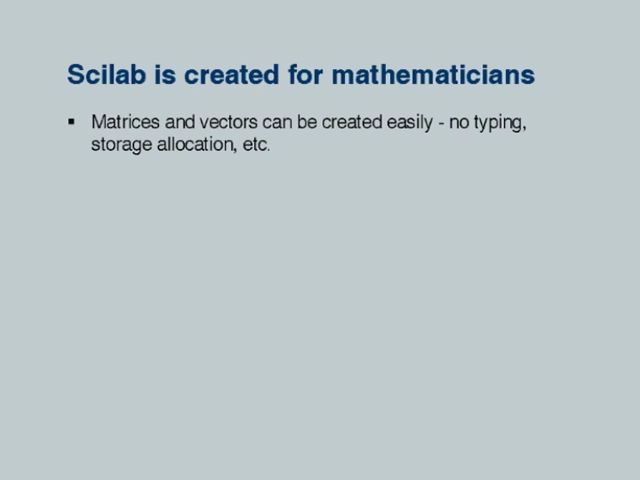 Scilab is created for mathematicians
▪ Matrices and vectors can be created easily - no typing,
storage allocation, etc.